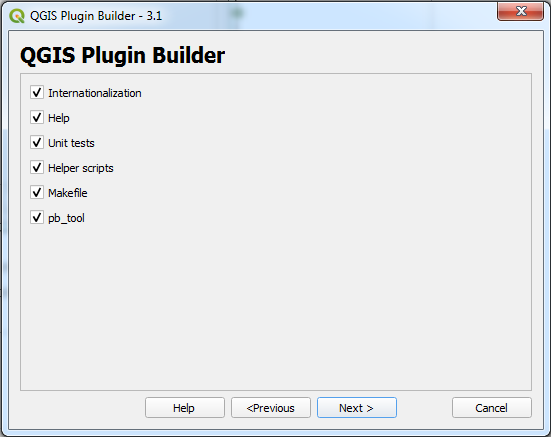 QGIS Plugin Builder - 3.1
QGIS Plugin Builder
Internationalization
Help
Unit tests
Helper scripts
Makefile
pb_tool
Help
<Previous
Next >
Cancel